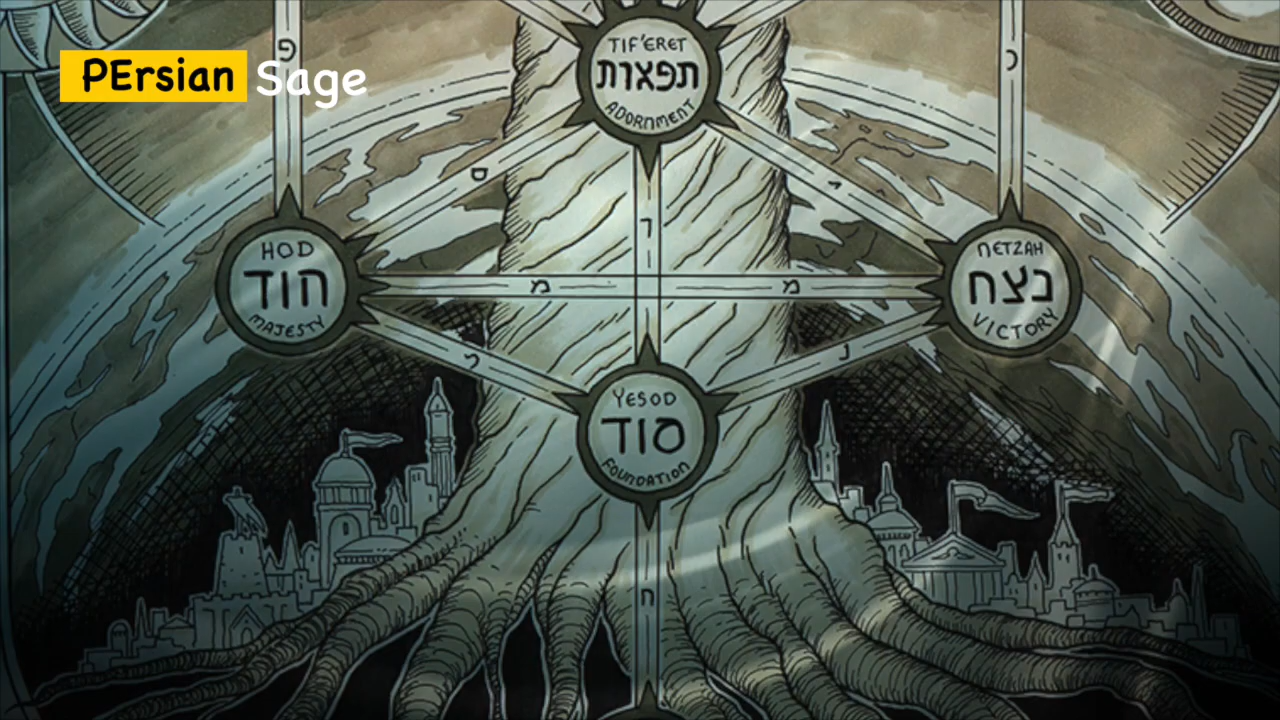 פ
כ
PErsian Sage
TIF'ERET
תפארת
ADORNMENT
ס
ר
HOD
הוד
MAJESTY
NETZAH
נצח
VICTORY
מ
מ
נ
YESOD
סוד
FOUNDATION
ח